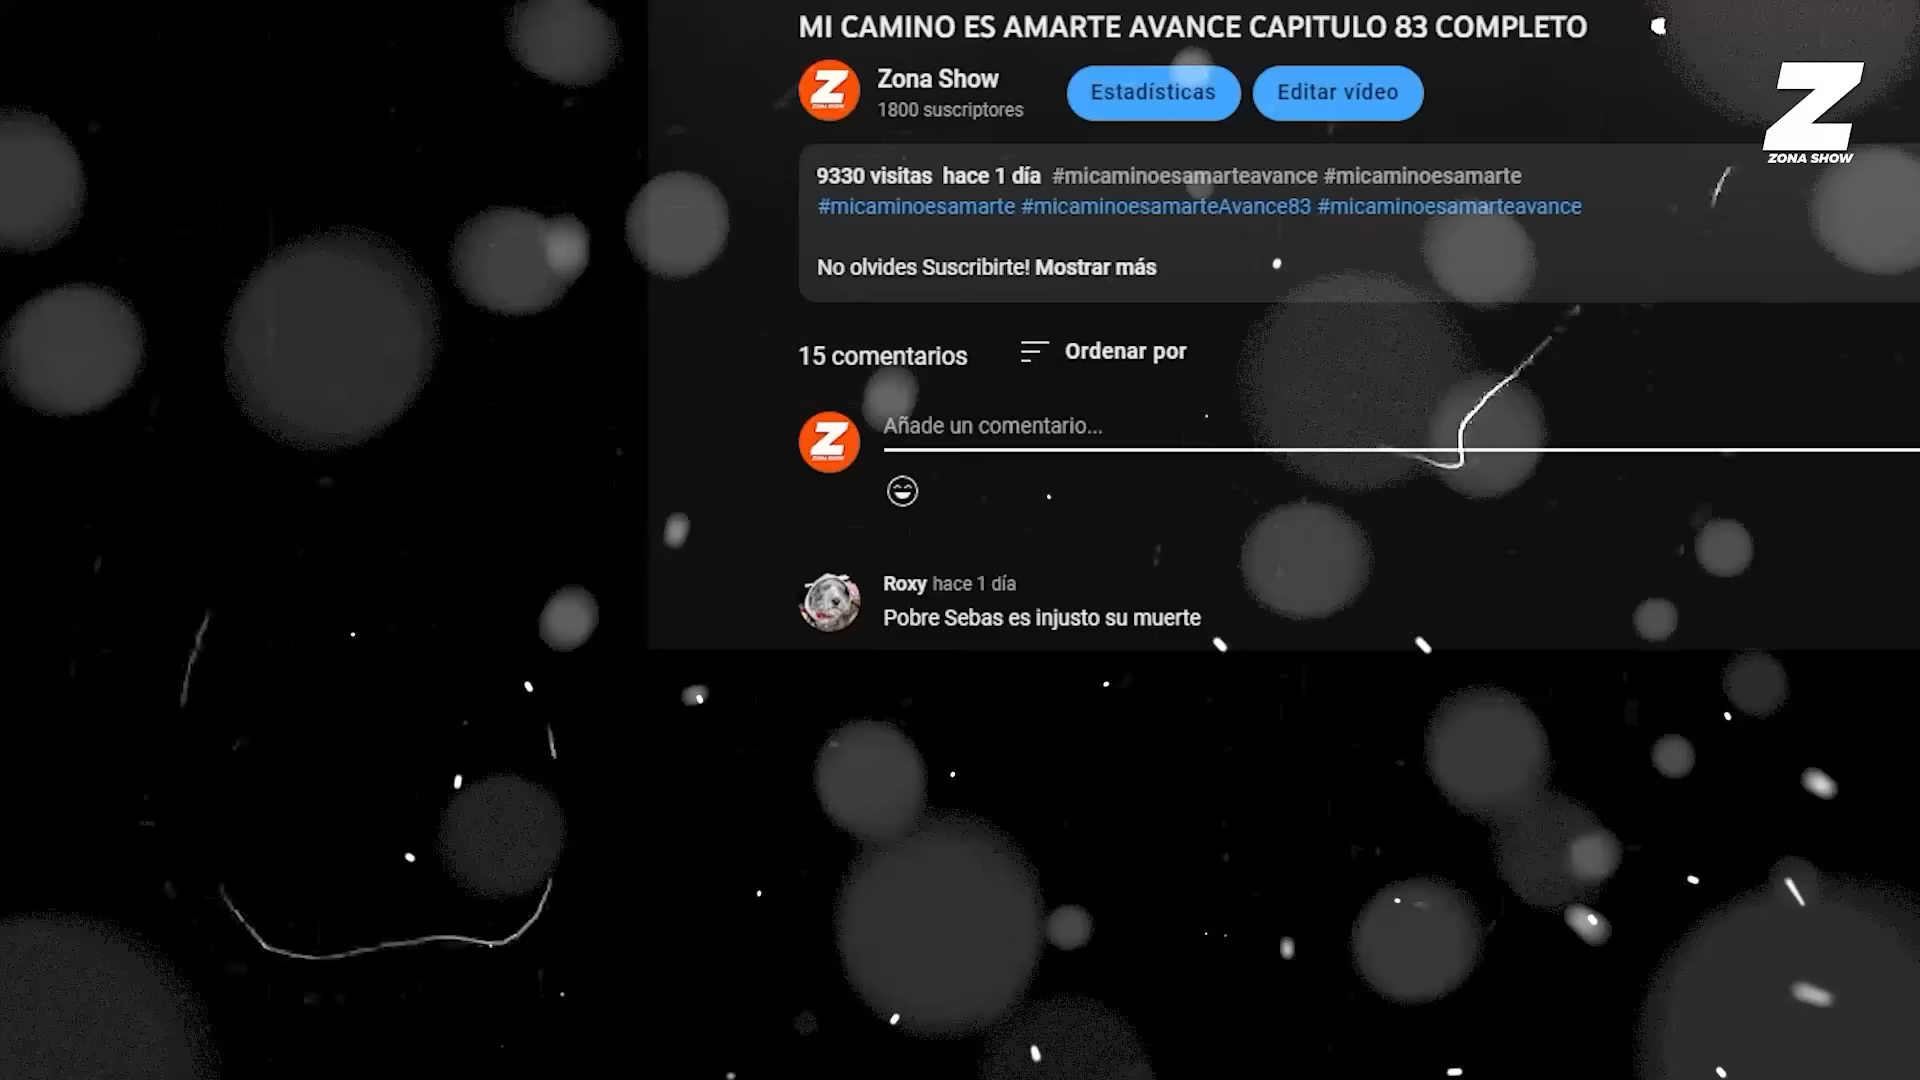 MI CAMINO ES AMARTE AVANCE CAPITULO 83 COMPLETO
Zona Show
1800 suscriptores
Estadísticas
Editar vídeo
Z
ZONA SHOW
9330 visitas hace 1 día #micaminoesamarteavance #micaminoesamarte
#micaminoesamarte #micaminoesamarteAvance83 #micaminoesamarteavance
No olvides Suscribirte! Mostrar más
15 comentarios
Ordenar por
Añade un comentario...
Roxy hace 1 día
Pobre Sebas es injusto su muerte